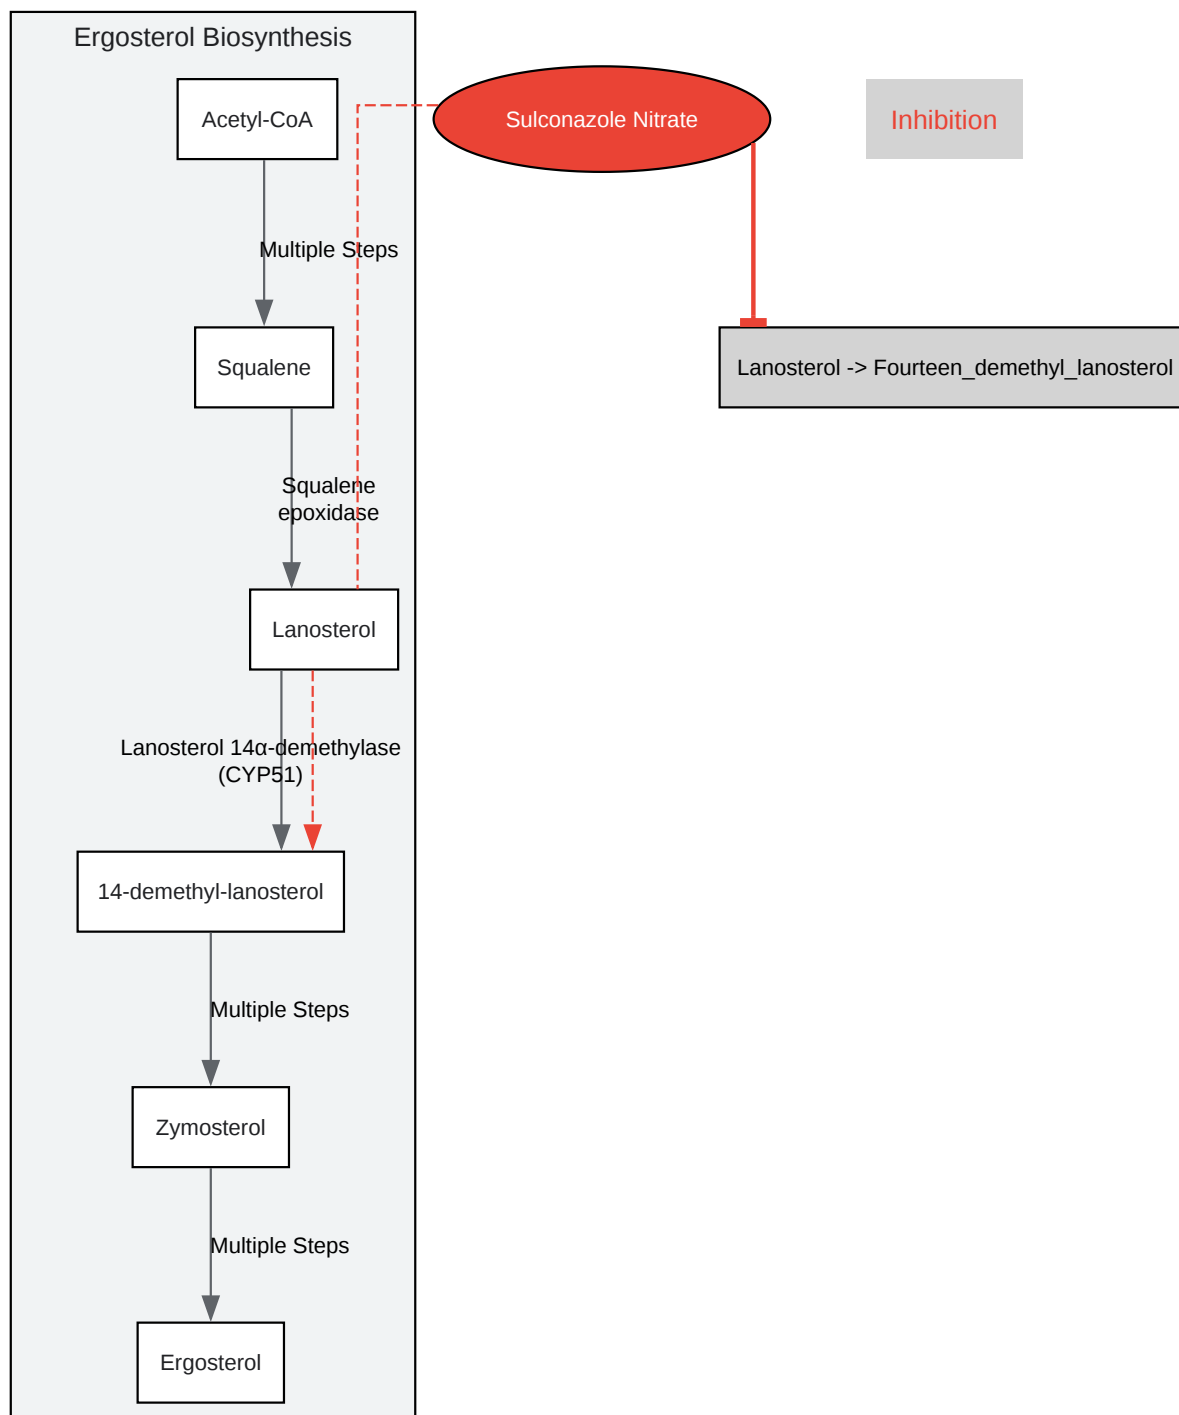 Ergosterol Biosynthesis
Acetyl-CoA
Sulconazole Nitrate
Inhibition
Multiple Steps
Squalene
Lanosterol -> Fourteen_demethyl_lanosterol
Squalene
epoxidase
Lanosterol
Lanosterol 14α-demethylase
(CYP51)
14-demethyl-lanosterol
Multiple Steps
Zymosterol
Multiple Steps
Ergosterol